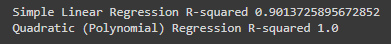 Simple Linear Regression R-squared 0.9013725895672852
Quadratic (Polynomial) Regression R-squared 1.0